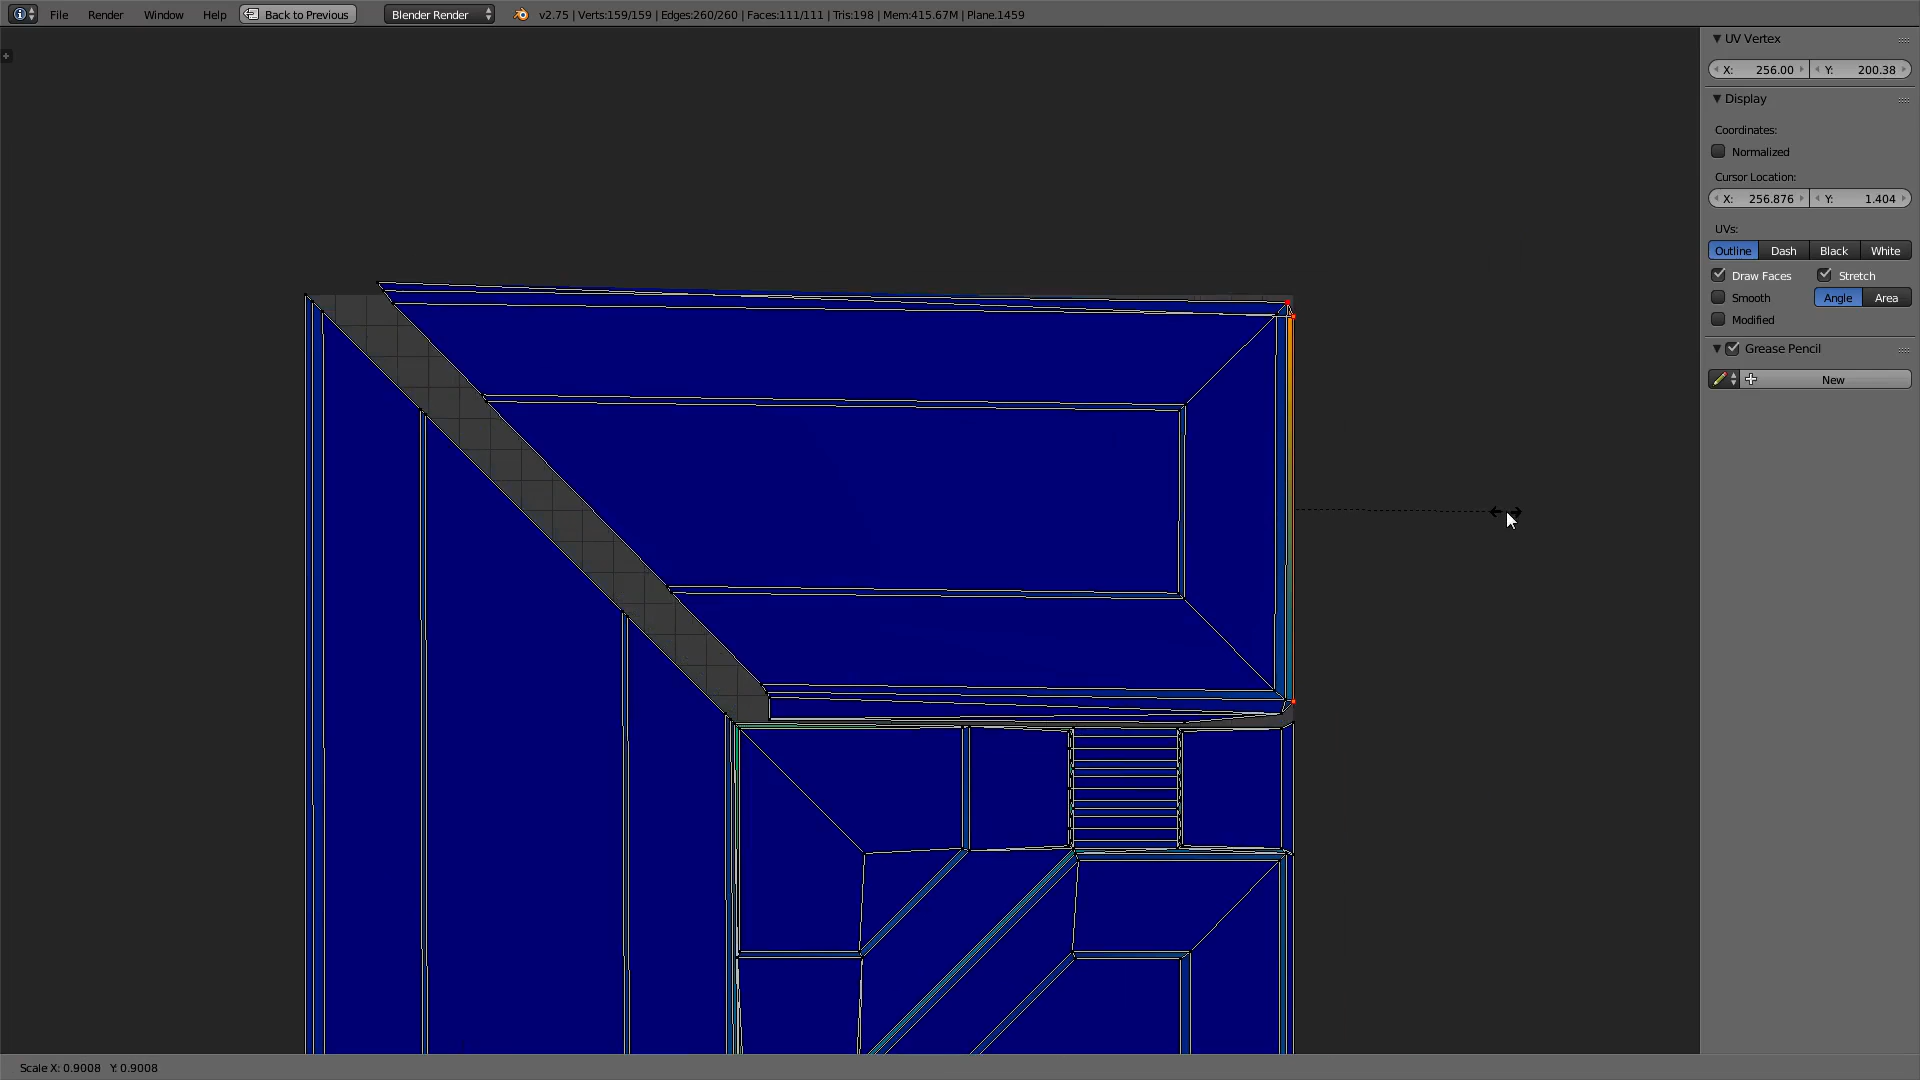 File Render Window Help Back to Previous Blender Render v2.75 | Verts:159/159 | Edges:260/260 | Faces:111/111 | Tris:198 | Mem:415.67M | Plane.1459
UV Vertex
X: 256.00 Y: 200.38
Display
Coordinates:
Normalized
Cursor Location:
X: 256.876 Y: 1.404
UVs:
Outline Dash Black White
Draw Faces Stretch
Smooth Angle Area
Modified
Grease Pencil
New
Scale X: 0.9008 Y: 0.9008